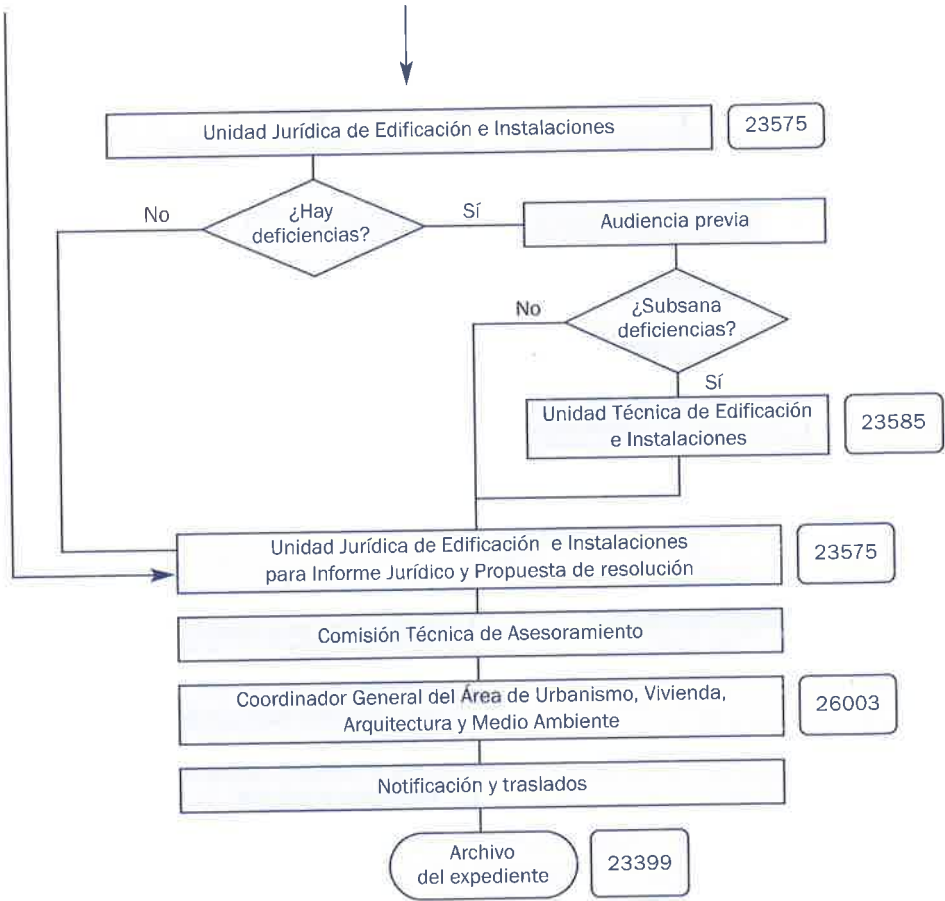 Unidad Jurídica de Edificación e Instalaciones
23575
¿Hay
deficiencias?
No
Sí
Audiencia previa
¿Subsana
deficiencias?
No
Sí
Unidad Técnica de Edificación
e Instalaciones
23585
Unidad Jurídica de Edificación e Instalaciones
para Informe Jurídico y Propuesta de resolución
23575
Comisión Técnica de Asesoramiento
Coordinador General del Área de Urbanismo, Vivienda,
Arquitectura y Medio Ambiente
26003
Notificación y traslados
Archivo
del expediente
23399